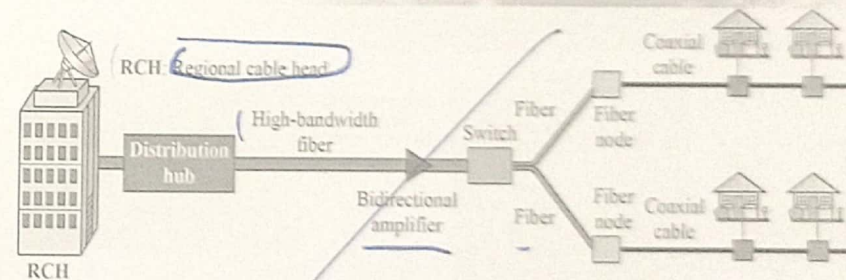 RCH: Regional cable head
Coaxial
cable
High-bandwidth
fiber
Distribution
hub
Switch
Fiber
Fiber
node
Bidirectional
amplifier
Fiber
Fiber
node
Coaxial
cable
RCH